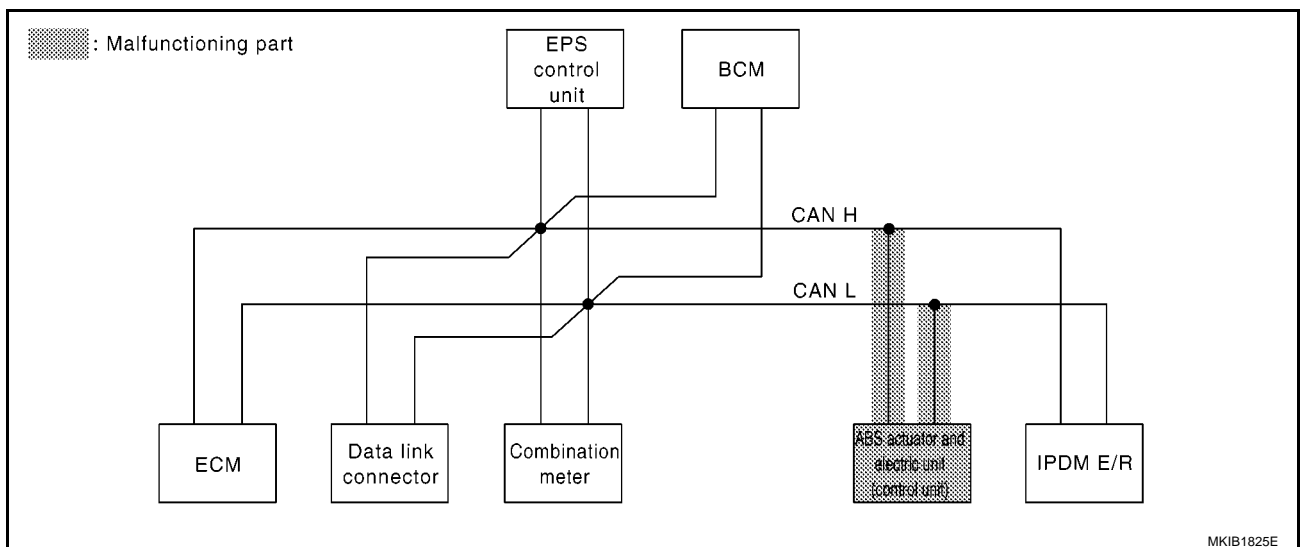 : Malfunctioning part
EPS
control
unit
BCM
CAN H
CAN L
ECM
Data link
connector
Combination
meter
ABS actuator and
electric unit
(control unit)
IPDM E/R
MKIB1825E